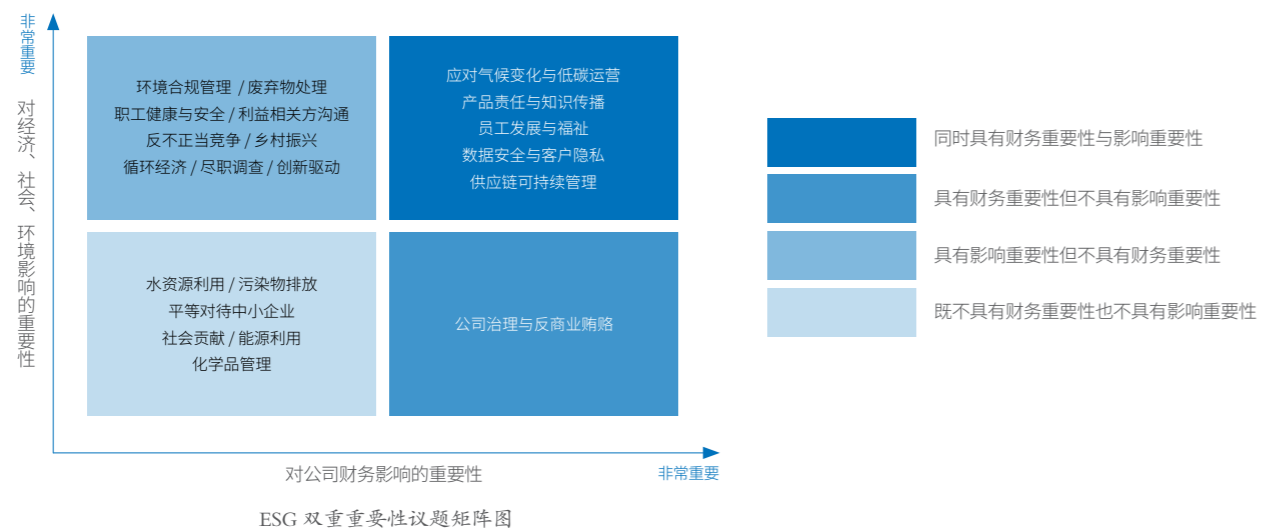 非常重要
对经济、社会、环境影响的重要性
环境合规管理 / 废弃物处理
职工健康与安全 / 利益相关方沟通
反不正当竞争 / 乡村振兴
循环经济 / 尽职调查 / 创新驱动
应对气候变化与低碳运营
产品责任与知识传播
员工发展与福祉
数据安全与客户隐私
供应链可持续管理
水资源利用 / 污染物排放
平等对待中小企业
社会贡献 / 能源利用
化学品管理
公司治理与反商业贿赂
对公司财务影响的重要性
非常重要
ESG 双重重要性议题矩阵图
同时具有财务重要性与影响重要性
具有财务重要性但不具有影响重要性
具有影响重要性但不具有财务重要性
既不具有财务重要性也不具有影响重要性